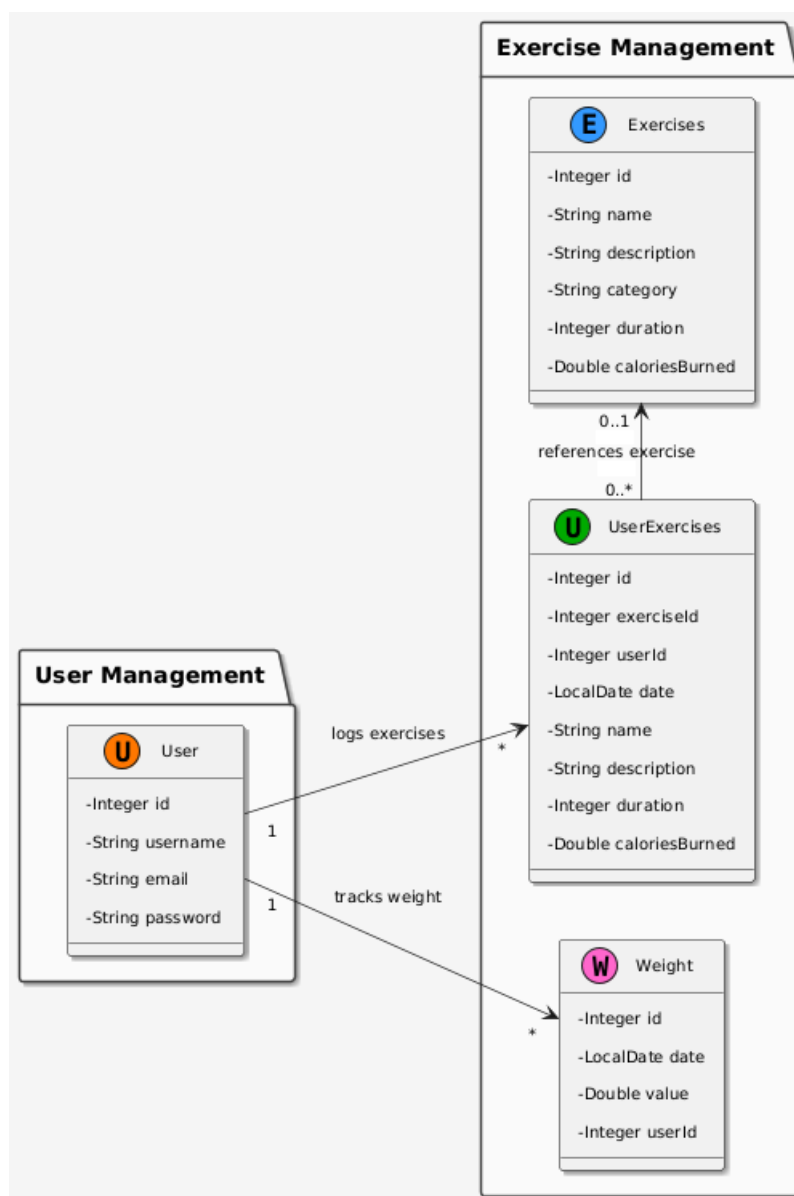 Exercise Management
E Exercises
-Integer id
-String name
-String description
-String category
-Integer duration
-Double caloriesBurned
0..1
references exercise
0..*
U UserExercises
-Integer id
-Integer exerciseId
-Integer userId
-LocalDate date
-String name
-String description
-Integer duration
-Double caloriesBurned
User Management
U User
-Integer id
-String username
-String email
-String password
logs exercises
1
*
tracks weight
1
*
W Weight
-Integer id
-LocalDate date
-Double value
-Integer userId